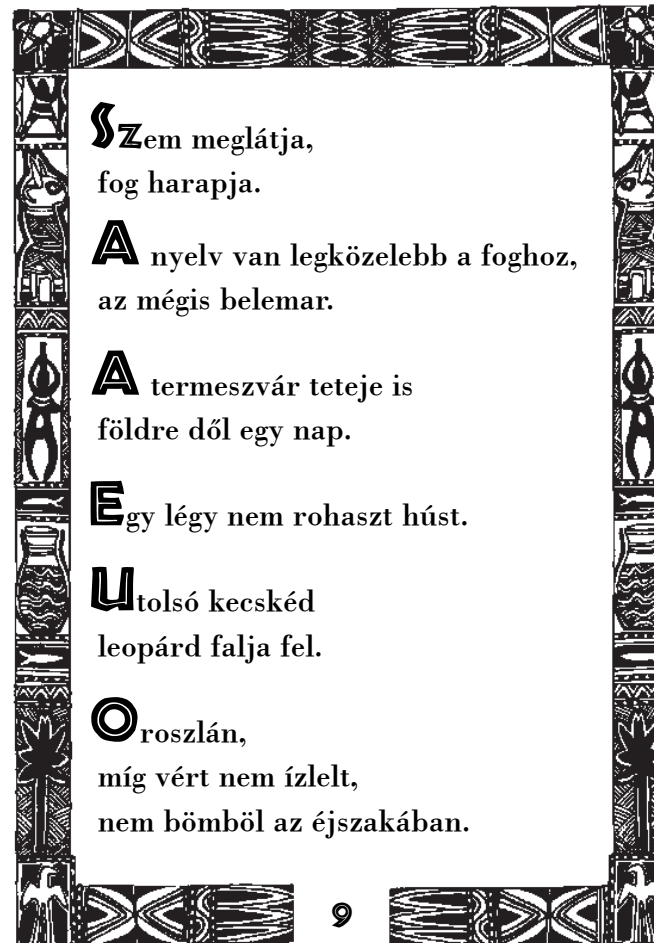 Szem meglátja,
fog harapja.
A nyelv van legközelebb a foghoz,
az mégis belemar.
A termeszvár teteje is
földre dől egy nap.
Egy légy nem rohaszt húst.
Utolsó kecskéd
leopárd falja fel.
Oroszlán,
míg vért nem ízlelt,
nem bömböl az éjszakában.
9